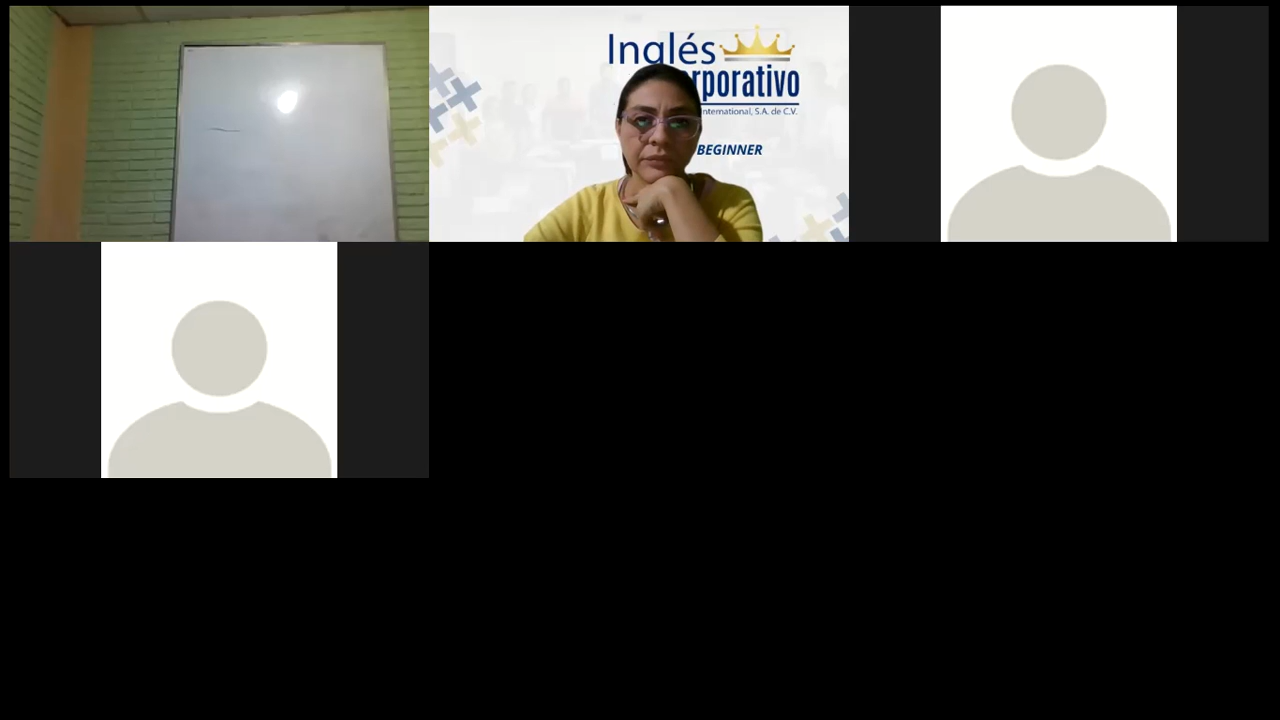 Inglés
rporativo
International, S.A. de C.V.
BEGINNER